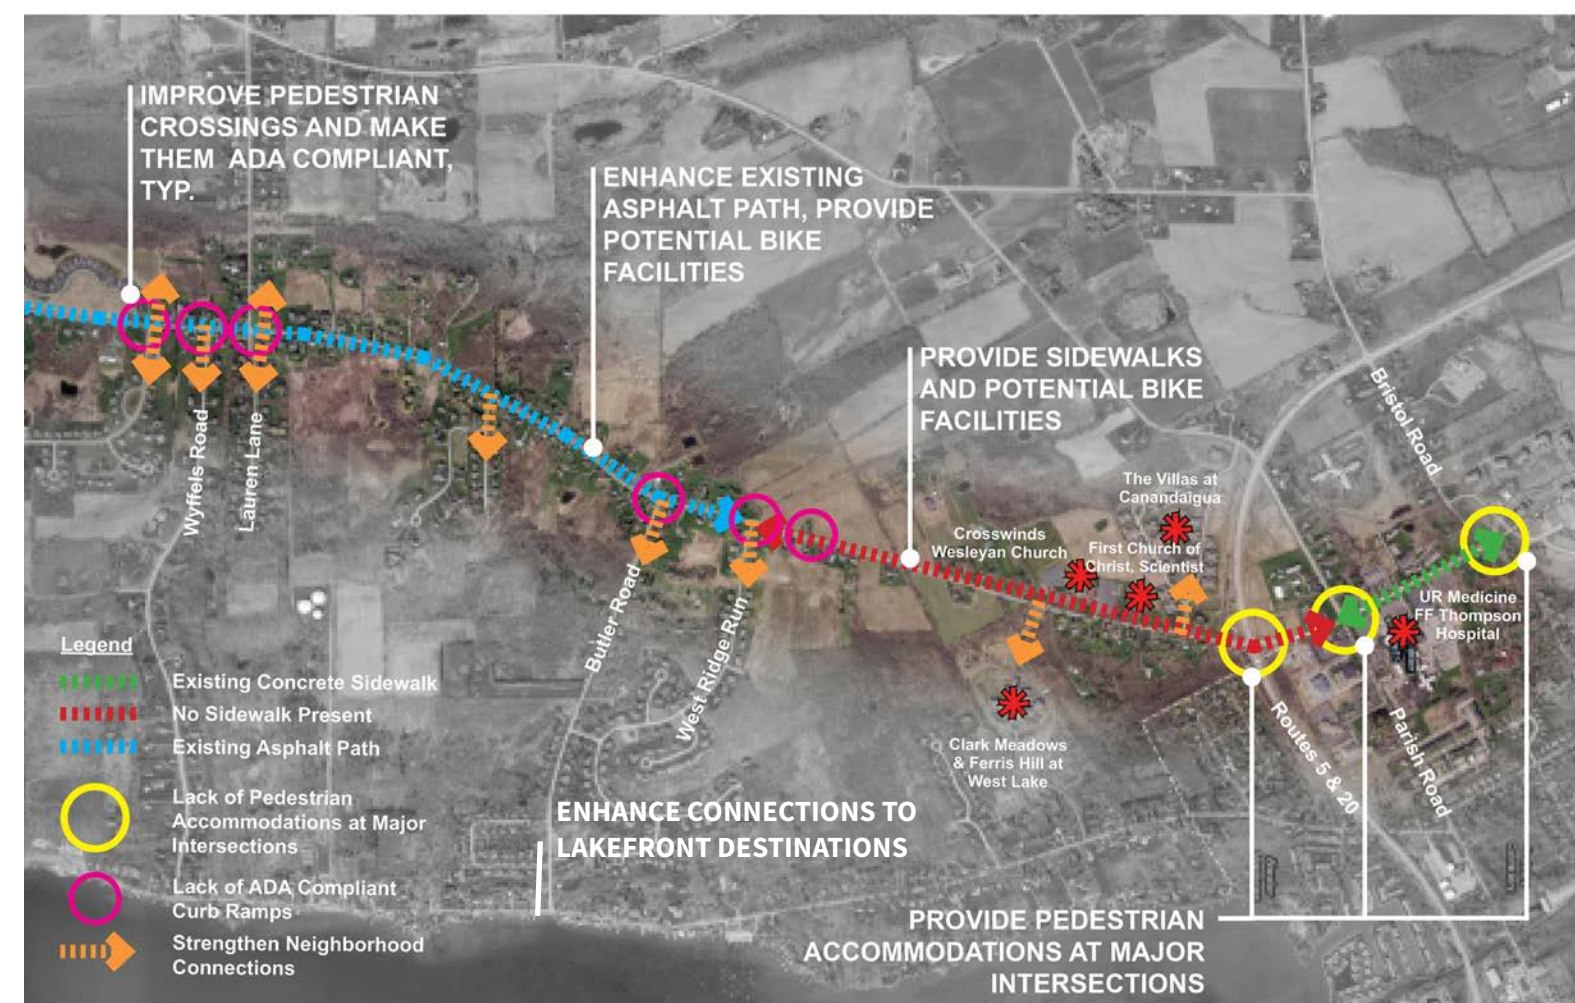 IMPROVE PEDESTRIAN
CROSSINGS AND MAKE
THEM ADA COMPLIANT,
TYP.
ENHANCE EXISTING
ASPHALT PATH, PROVIDE
POTENTIAL BIKE
FACILITIES
PROVIDE SIDEWALKS
AND POTENTIAL BIKE
FACILITIES
Bristol Road
Wyffels Road
Lauren Lane
The Villas at
Canandaigua
Crosswinds
Wesleyan Church
First Church of
Christ, Scientist
UR Medicine
FF Thompson
Hospital
Butler Road
West Ridge Run
Clark Meadows
& Ferris Hill at
West Lake
Routes 5 & 20
Parish Road
Legend
Existing Concrete Sidewalk
No Sidewalk Present
Existing Asphalt Path
Lack of Pedestrian
Accommodations at Major
Intersections
Lack of ADA Compliant
Curb Ramps
Strengthen Neighborhood
Connections
ENHANCE CONNECTIONS TO
LAKEFRONT DESTINATIONS
PROVIDE PEDESTRIAN
ACCOMMODATIONS AT MAJOR
INTERSECTIONS